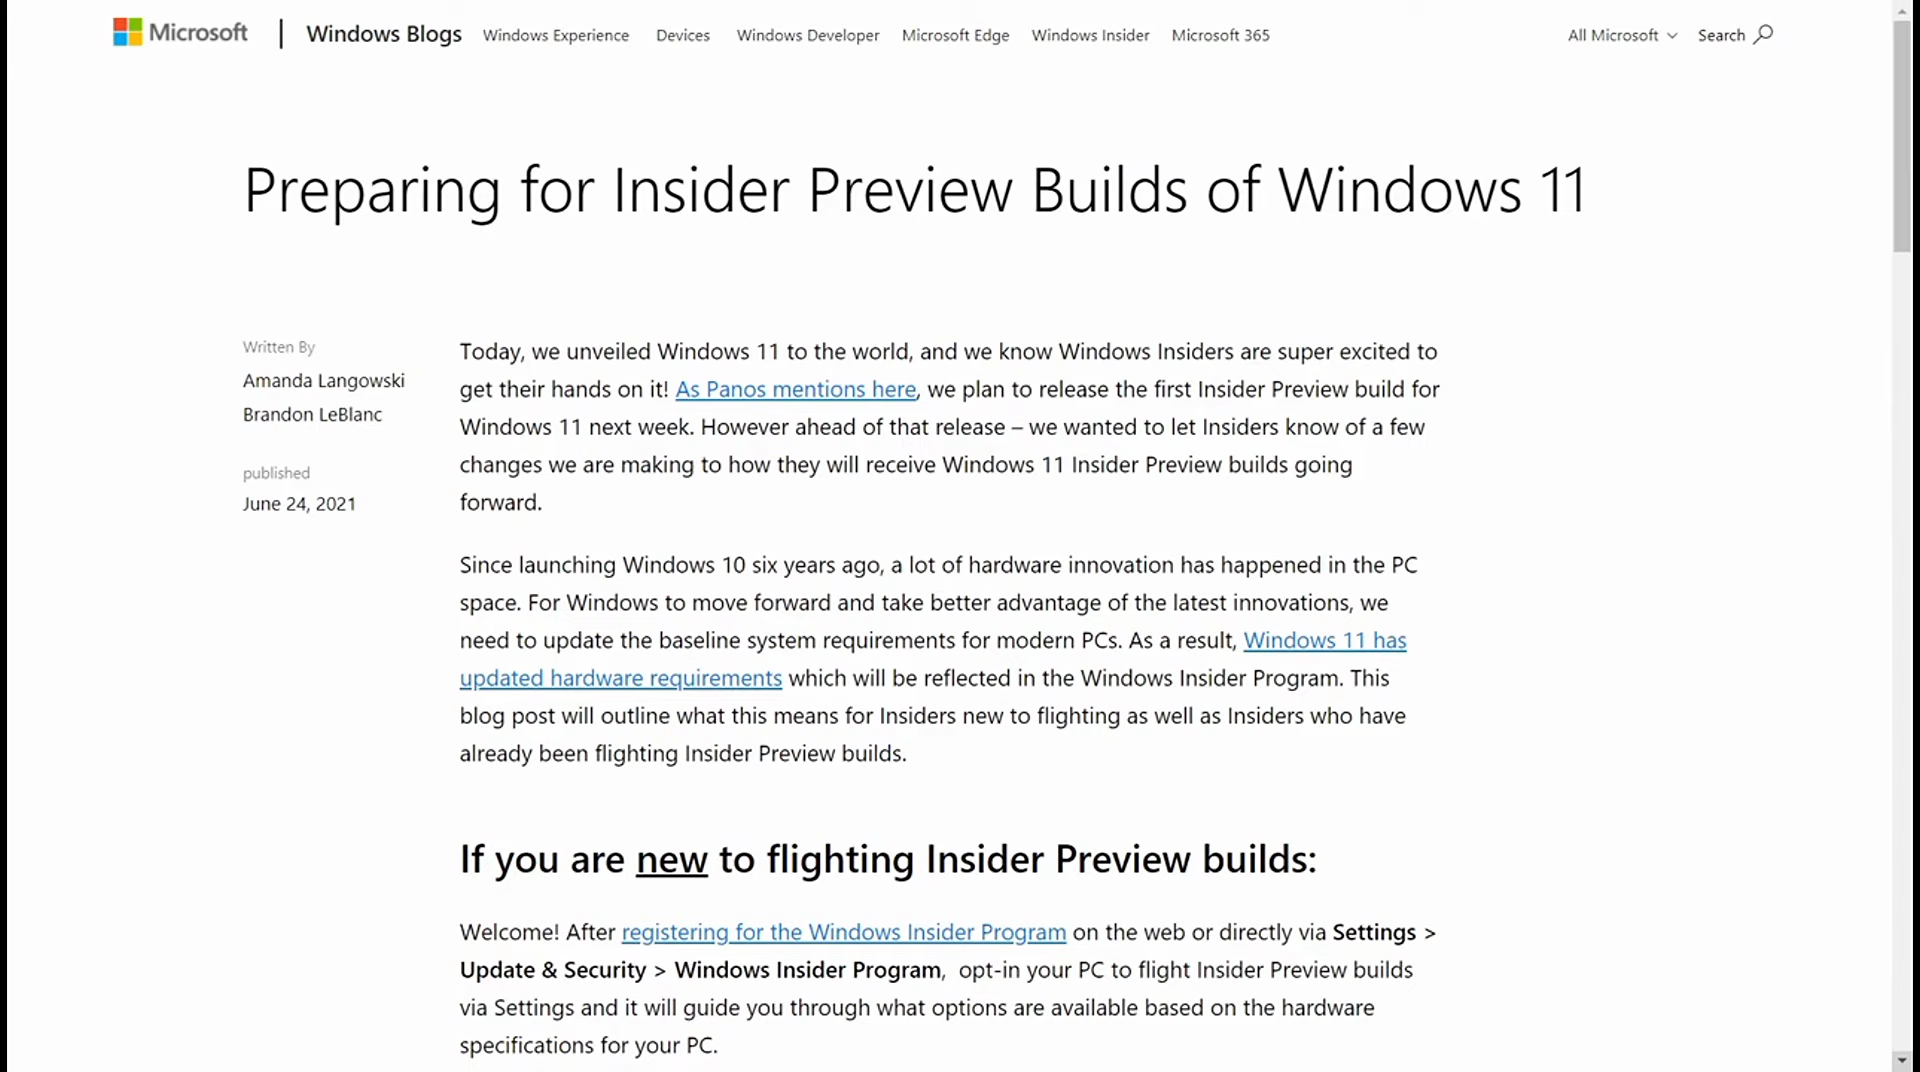 Microsoft | Windows Blogs Windows Experience Devices Windows Developer Microsoft Edge Windows Insider Microsoft 365 All Microsoft Search
Preparing for Insider Preview Builds of Windows 11
Written By
Amanda Langowski
Brandon LeBlanc
published
June 24, 2021
Today, we unveiled Windows 11 to the world, and we know Windows Insiders are super excited to
get their hands on it! As Panos mentions here, we plan to release the first Insider Preview build for
Windows 11 next week. However ahead of that release – we wanted to let Insiders know of a few
changes we are making to how they will receive Windows 11 Insider Preview builds going
forward.
Since launching Windows 10 six years ago, a lot of hardware innovation has happened in the PC
space. For Windows to move forward and take better advantage of the latest innovations, we
need to update the baseline system requirements for modern PCs. As a result, Windows 11 has
updated hardware requirements which will be reflected in the Windows Insider Program. This
blog post will outline what this means for Insiders new to flighting as well as Insiders who have
already been flighting Insider Preview builds.
If you are new to flighting Insider Preview builds:
Welcome! After registering for the Windows Insider Program on the web or directly via Settings >
Update & Security > Windows Insider Program, opt-in your PC to flight Insider Preview builds
via Settings and it will guide you through what options are available based on the hardware
specifications for your PC.